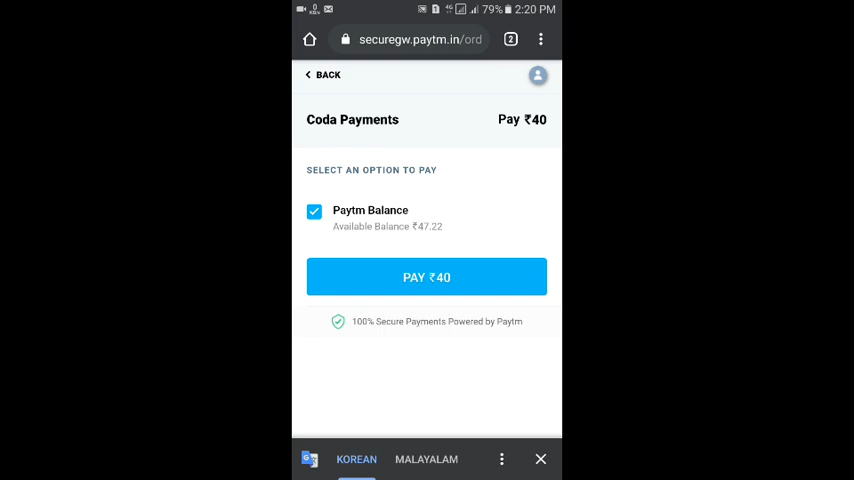 79% 2:20 PM
securegw.paytm.in/ord 2
BACK
Coda Payments Pay ₹40
SELECT AN OPTION TO PAY
Paytm Balance
Available Balance ₹47.22
PAY ₹40
100% Secure Payments Powered by Paytm
KOREAN MALAYALAM